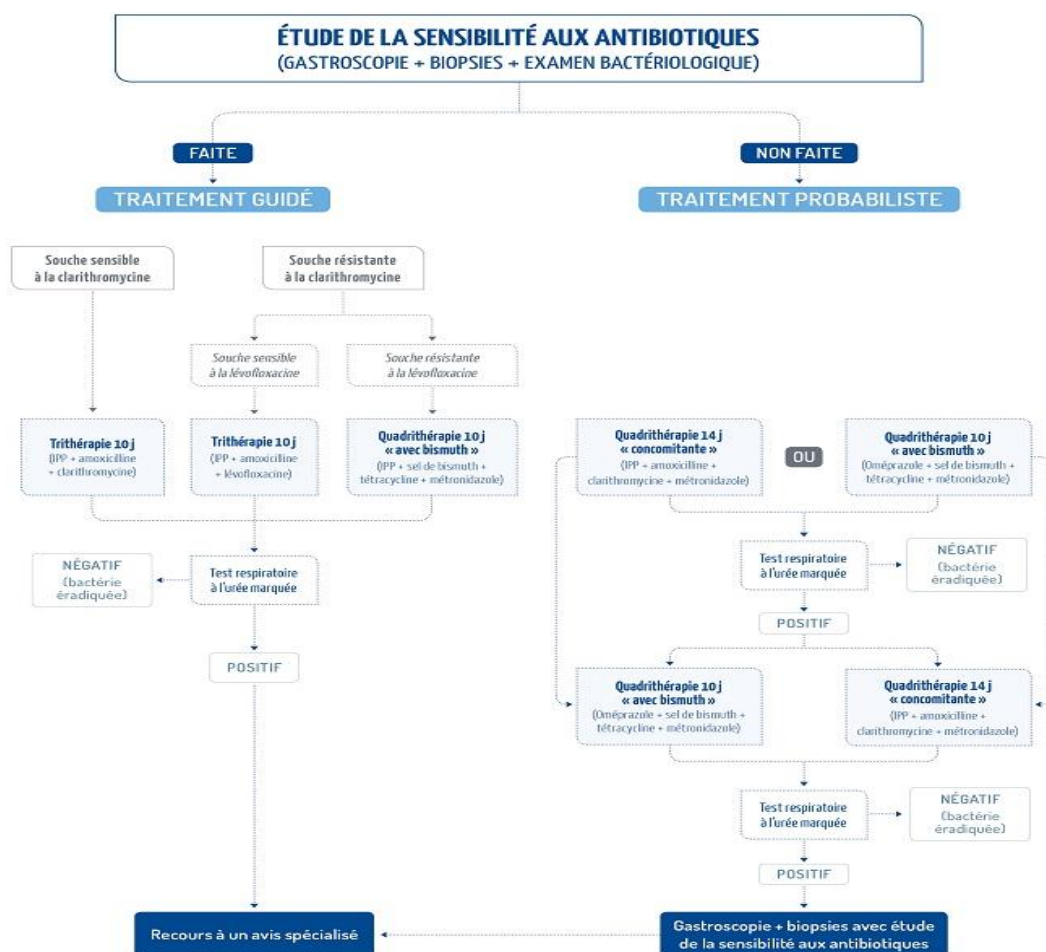 ÉTUDE DE LA SENSIBILITÉ AUX ANTIBIOTIQUES
(GASTROSCOPIE + BIOPSIES + EXAMEN BACTÉRIOLOGIQUE)
FAITE
NON FAITE
TRAITEMENT GUIDÉ
TRAITEMENT PROBABILISTE
Souche sensible
à la clarithromycine
Souche résistante
à la clarithromycine
Souche sensible
à la lévofloxacine
Souche résistante
à la lévofloxacine
Trithérapie 10 j
(IPP + amoxicilline
+ clarithromycine)
Trithérapie 10 j
(IPP + amoxicilline
+ lévofloxacine)
Quadrithérapie 10 j
« avec bismuth »
(IPP + sel de bismuth +
tétracycline + métronidazole)
Quadrithérapie 14 j
« concomitante »
(IPP + amoxicilline +
clarithromycine + métronidazole)
OU
Quadrithérapie 10 j
« avec bismuth »
(Oméprazole + sel de bismuth +
tétracycline + métronidazole)
NÉGATIF
(bactérie
éradiquée)
Test respiratoire
à l'urée marquée
POSITIF
Test respiratoire
à l'urée marquée
NÉGATIF
(bactérie
éradiquée)
POSITIF
Quadrithérapie 10 j
« avec bismuth »
(Oméprazole + sel de bismuth +
tétracycline + métronidazole)
Quadrithérapie 14 j
« concomitante »
(IPP + amoxicilline +
clarithromycine + métronidazole)
Test respiratoire
à l'urée marquée
NÉGATIF
(bactérie
éradiquée)
POSITIF
Recours à un avis spécialisé
Gastroscopie + biopsies avec étude
de la sensibilité aux antibiotiques